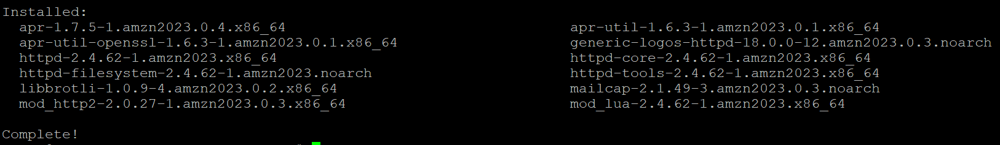 Installed:
apr-1.7.5-1.amzn2023.0.4.x86_64 apr-util-1.6.3-1.amzn2023.0.1.x86_64
apr-util-openssl-1.6.3-1.amzn2023.0.1.x86_64 generic-logos-httpd-18.0.0-12.amzn2023.0.3.noarch
httpd-2.4.62-1.amzn2023.x86_64 httpd-core-2.4.62-1.amzn2023.x86_64
httpd-filesystem-2.4.62-1.amzn2023.noarch httpd-tools-2.4.62-1.amzn2023.x86_64
libbrotli-1.0.9-4.amzn2023.0.2.x86_64 mailcap-2.1.49-3.amzn2023.0.3.noarch
mod_http2-2.0.27-1.amzn2023.0.3.x86_64 mod_lua-2.4.62-1.amzn2023.x86_64
Complete!